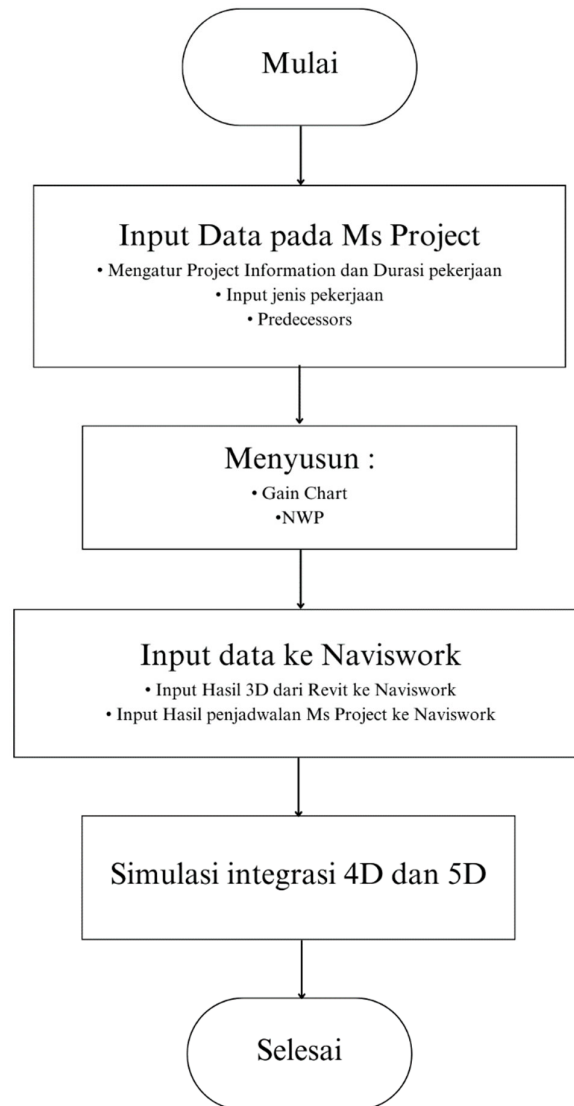 Mulai
Input Data pada Ms Project
• Mengatur Project Information dan Durasi pekerjaan
• Input jenis pekerjaan
• Predecessors
Menyusun :
• Gain Chart
•NWP
Input data ke Naviswork
• Input Hasil 3D dari Revit ke Naviswork
• Input Hasil penjadwalan Ms Project ke Naviswork
Simulasi integrasi 4D dan 5D
Selesai